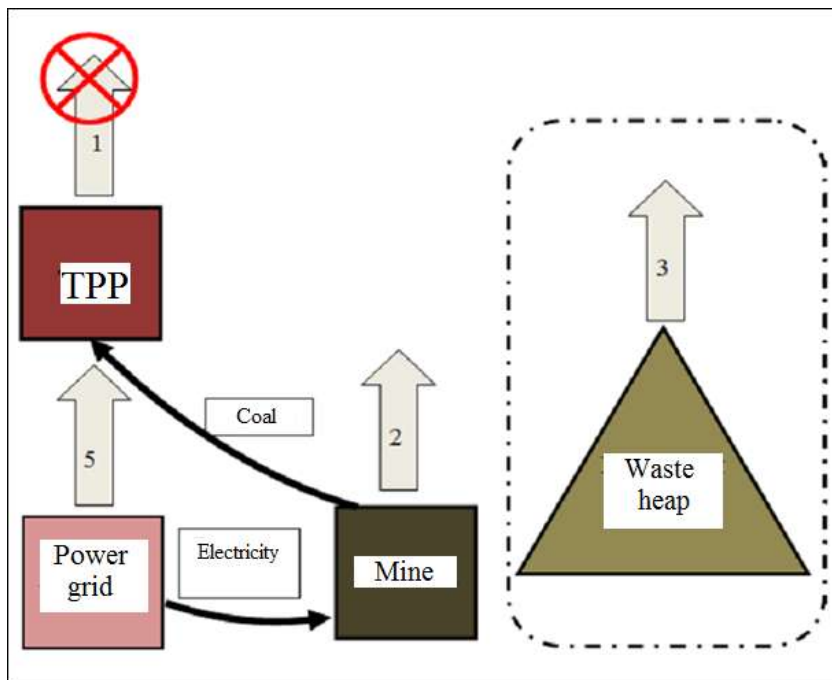 1
TPP
3
Coal
5
2
Waste
heap
Power
grid
Electricity
Mine